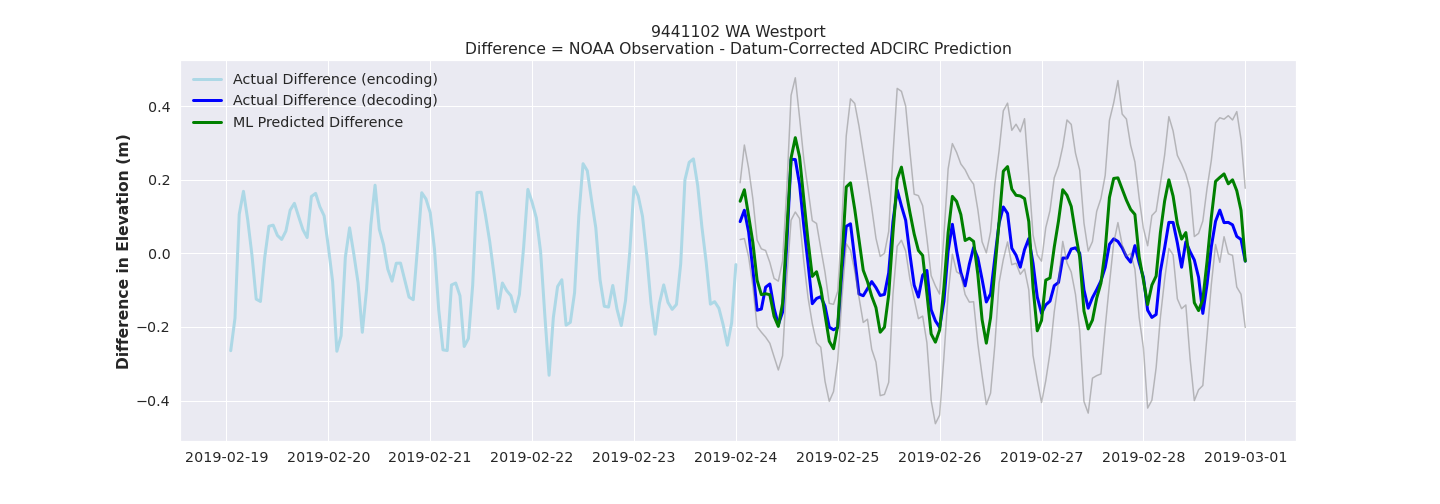 9441102 WA Westport
Difference = NOAA Observation - Datum-Corrected ADCIRC Prediction
Actual Difference (encoding)
Actual Difference (decoding)
ML Predicted Difference
Difference in Elevation (m)
0.4
0.2
0.0
−0.2
−0.4
2019-02-19 2019-02-20 2019-02-21 2019-02-22 2019-02-23 2019-02-24 2019-02-25 2019-02-26 2019-02-27 2019-02-28 2019-03-01